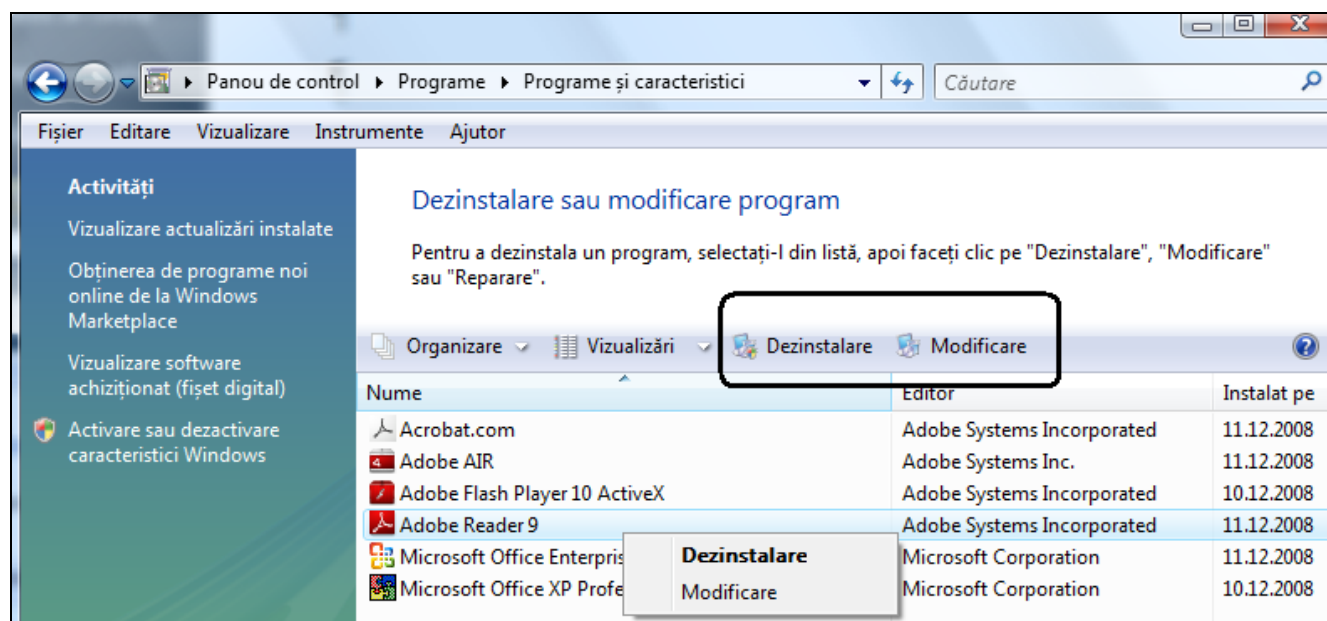 Panou de control ▸ Programe ▸ Programe și caracteristici
Căutare
Fișier Editare Vizualizare Instrumente Ajutor
Activități
Vizualizare actualizări instalate
Obținerea de programe noi
online de la Windows
Marketplace
Vizualizare software
achiziționat (fișet digital)
Activare sau dezactivare
caracteristici Windows
Dezinstalare sau modificare program
Pentru a dezinstala un program, selectați-l din listă, apoi faceți clic pe "Dezinstalare", "Modificare"
sau "Reparare".
Organizare Vizualizări Dezinstalare Modificare
Nume Editor Instalat pe
Acrobat.com Adobe Systems Incorporated 11.12.2008
Adobe AIR Adobe Systems Inc. 11.12.2008
Adobe Flash Player 10 ActiveX Adobe Systems Incorporated 10.12.2008
Adobe Reader 9 Adobe Systems Incorporated 11.12.2008
Microsoft Office Enterpris Microsoft Corporation 11.12.2008
Microsoft Office XP Profe Microsoft Corporation 10.12.2008
Dezinstalare
Modificare